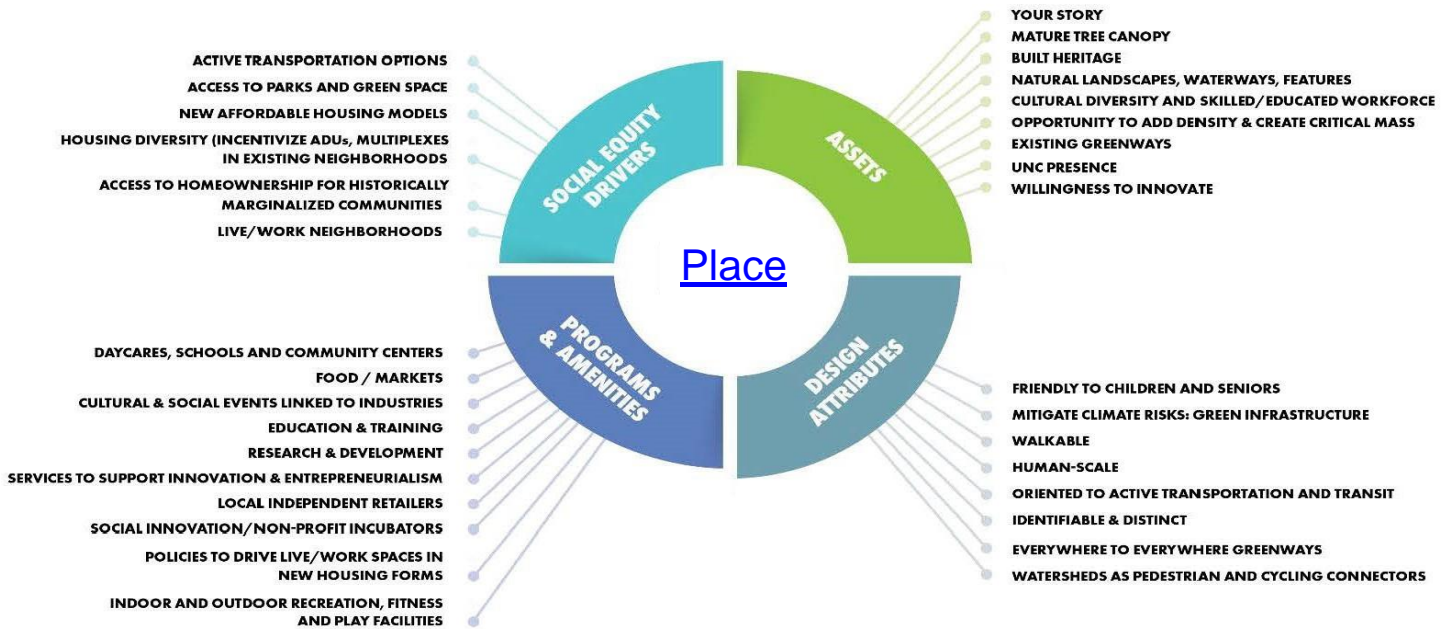 ACTIVE TRANSPORTATION OPTIONS
ACCESS TO PARKS AND GREEN SPACE
NEW AFFORDABLE HOUSING MODELS
HOUSING DIVERSITY (INCENTIVIZE ADUs, MULTIPLEXES
IN EXISTING NEIGHBORHOODS
ACCESS TO HOMEOWNERSHIP FOR HISTORICALLY
MARGINALIZED COMMUNITIES
LIVE/WORK NEIGHBORHOODS
SOCIAL EQUITY
DRIVERS
ASSETS
YOUR STORY
MATURE TREE CANOPY
BUILT HERITAGE
NATURAL LANDSCAPES, WATERWAYS, FEATURES
CULTURAL DIVERSITY AND SKILLED/EDUCATED WORKFORCE
OPPORTUNITY TO ADD DENSITY & CREATE CRITICAL MASS
EXISTING GREENWAYS
UNC PRESENCE
WILLINGNESS TO INNOVATE
Place
DAYCARES, SCHOOLS AND COMMUNITY CENTERS
FOOD / MARKETS
CULTURAL & SOCIAL EVENTS LINKED TO INDUSTRIES
EDUCATION & TRAINING
RESEARCH & DEVELOPMENT
SERVICES TO SUPPORT INNOVATION & ENTREPRENEURIALISM
LOCAL INDEPENDENT RETAILERS
SOCIAL INNOVATION/NON-PROFIT INCUBATORS
POLICIES TO DRIVE LIVE/WORK SPACES IN
NEW HOUSING FORMS
INDOOR AND OUTDOOR RECREATION, FITNESS
AND PLAY FACILITIES
PROGRAMS
& AMENITIES
DESIGN
ATTRIBUTES
FRIENDLY TO CHILDREN AND SENIORS
MITIGATE CLIMATE RISKS: GREEN INFRASTRUCTURE
WALKABLE
HUMAN-SCALE
ORIENTED TO ACTIVE TRANSPORTATION AND TRANSIT
IDENTIFIABLE & DISTINCT
EVERYWHERE TO EVERYWHERE GREENWAYS
WATERSHEDS AS PEDESTRIAN AND CYCLING CONNECTORS